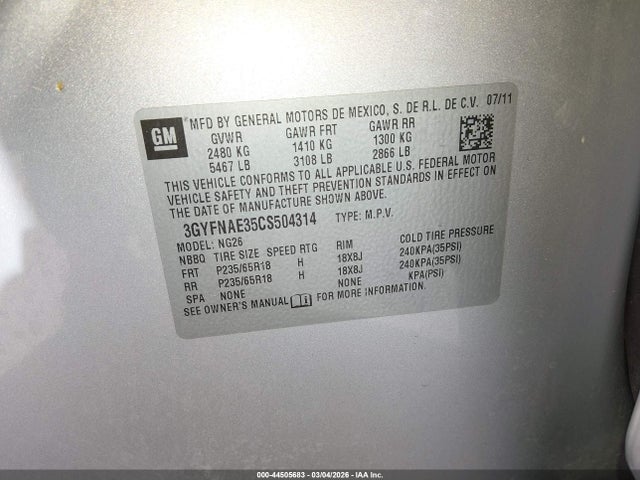 GM
MFD BY GENERAL MOTORS DE MEXICO, S. DE R.L. DE C.V. 07/11
GVWR GAWR FRT GAWR RR
2480 KG 1410 KG 1300 KG
5467 LB 3108 LB 2866 LB
THIS VEHICLE CONFORMS TO ALL APPLICABLE U.S. FEDERAL MOTOR
VEHICLE SAFETY AND THEFT PREVENTION STANDARDS IN EFFECT ON
THE DATE OF MANUFACTURE SHOWN ABOVE.
3GYFNAE35CS504314 TYPE: M.P.V.
MODEL: NG26
NBBQ TIRE SIZE SPEED RTG RIM COLD TIRE PRESSURE
FRT P235/65R18 H 18X8J 240KPA(35PSI)
RR P235/65R18 H 18X8J 240KPA(35PSI)
SPA NONE NONE KPA(PSI)
SEE OWNER'S MANUAL FOR MORE INFORMATION.
000-44505683 - 03/04/2026 - IAA Inc.